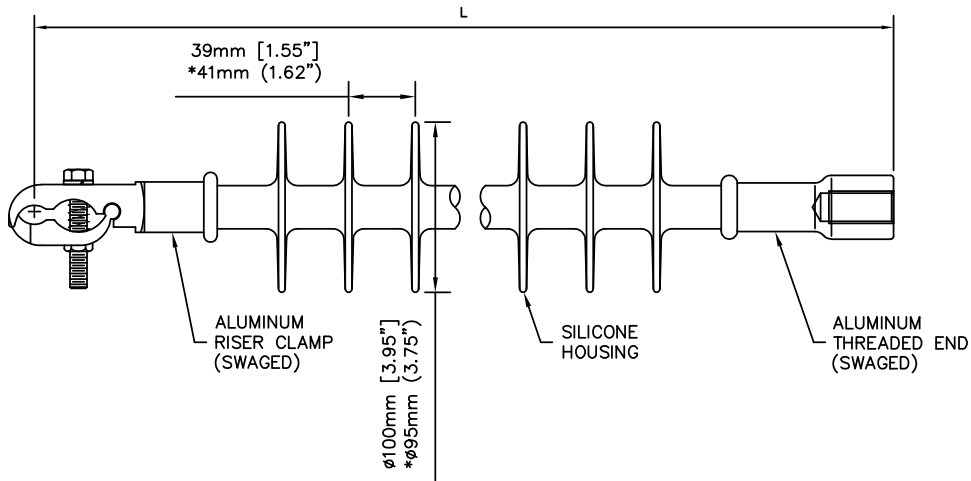 L
39mm [1.55"]
*41mm (1.62")
ALUMINUM
RISER CLAMP
(SWAGED)
ø100mm [3.95"]
*ø95mm (3.75")
SILICONE
HOUSING
ALUMINUM
THREADED END
(SWAGED)